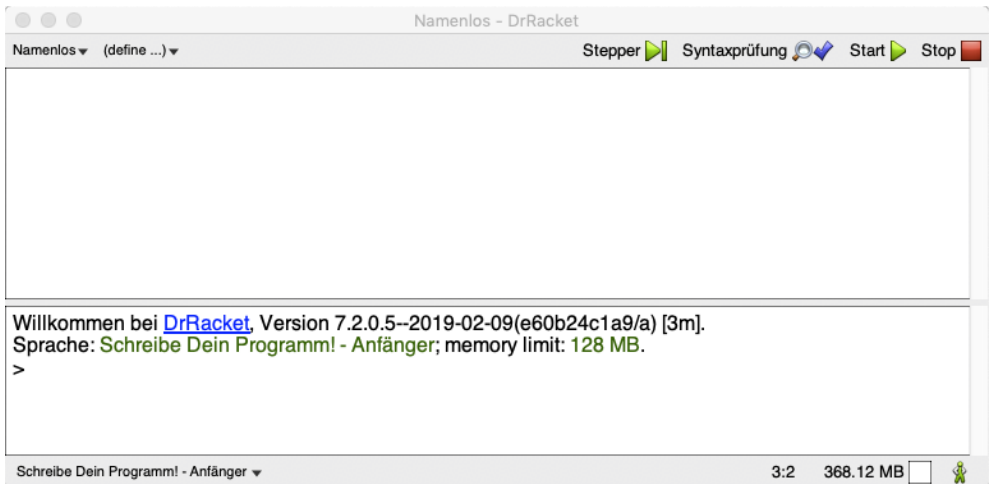 Namenlos - DrRacket
Namenlos (define ...) Stepper Syntaxprüfung Start Stop
Willkommen bei DrRacket, Version 7.2.0.5--2019-02-09(e60b24c1a9/a) [3m].
Sprache: Schreibe Dein Programm! - Anfänger; memory limit: 128 MB.
>
Schreibe Dein Programm! - Anfänger 3:2 368.12 MB